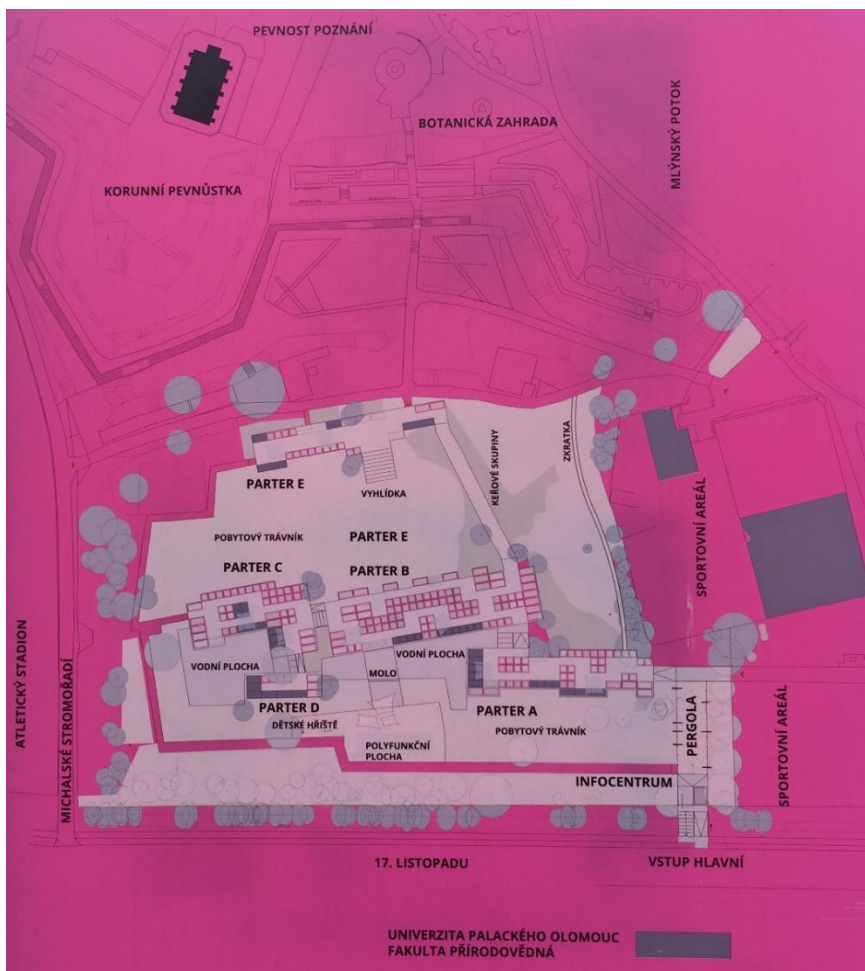 PEVNOST POZNÁNÍ
BOTANICKÁ ZAHRADA
MLÝNSKÝ POTOK
KORUNNÍ PEVNŮSTKA
PARTER E
VYHLÍDKA
KEŘOVÉ SKUPINY
ZKRATKA
SPORTOVNÍ AREÁL
POBYTOVÝ TRÁVNÍK
PARTER E
PARTER C
PARTER B
ATLETICKÝ STADION
MICHALSKÉ STROMOŘADÍ
VODNÍ PLOCHA
VODNÍ PLOCHA
MOLO
PARTER D
PARTER A
DĚTSKÉ HŘIŠTĚ
POBYTOVÝ TRÁVNÍK
PERGOLA
POLYFUNKČNÍ
PLOCHA
SPORTOVNÍ AREÁL
INFOCENTRUM
17. LISTOPADU
VSTUP HLAVNÍ
UNIVERZITA PALACKÉHO OLOMOUC
FAKULTA PŘÍRODOVĚDNÁ